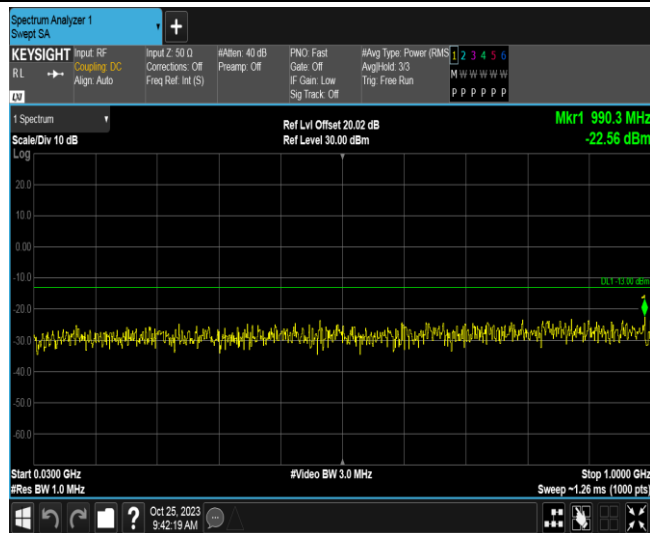 Spectrum Analyzer 1
Swept SA
KEYSIGHT Input: RF Input Z: 50 Ω #Atten: 40 dB PNO: Fast #Avg Type: Power (RMS 1 2 3 4 5 6
RL Coupling: DC Corrections: Off Preamp: Off Gate: Off Avg|Hold: 3/3 M W W W W W
Align: Auto Freq Ref: Int (S) IF Gain: Low Trig: Free Run
Sig Track: Off P P P P P P
1 Spectrum
Ref Lvl Offset 20.02 dB Mkr1 990.3 MHz
Scale/Div 10 dB Ref Level 30.00 dBm -22.56 dBm
Log
20.0
10.0
0.00
-10.0
DL1 -13.00 dBm
-20.0
-30.0
-40.0
-50.0
-60.0
Start 0.0300 GHz #Video BW 3.0 MHz Stop 1.0000 GHz
#Res BW 1.0 MHz Sweep ~1.26 ms (1000 pts)
Oct 25, 2023
9:42:19 AM